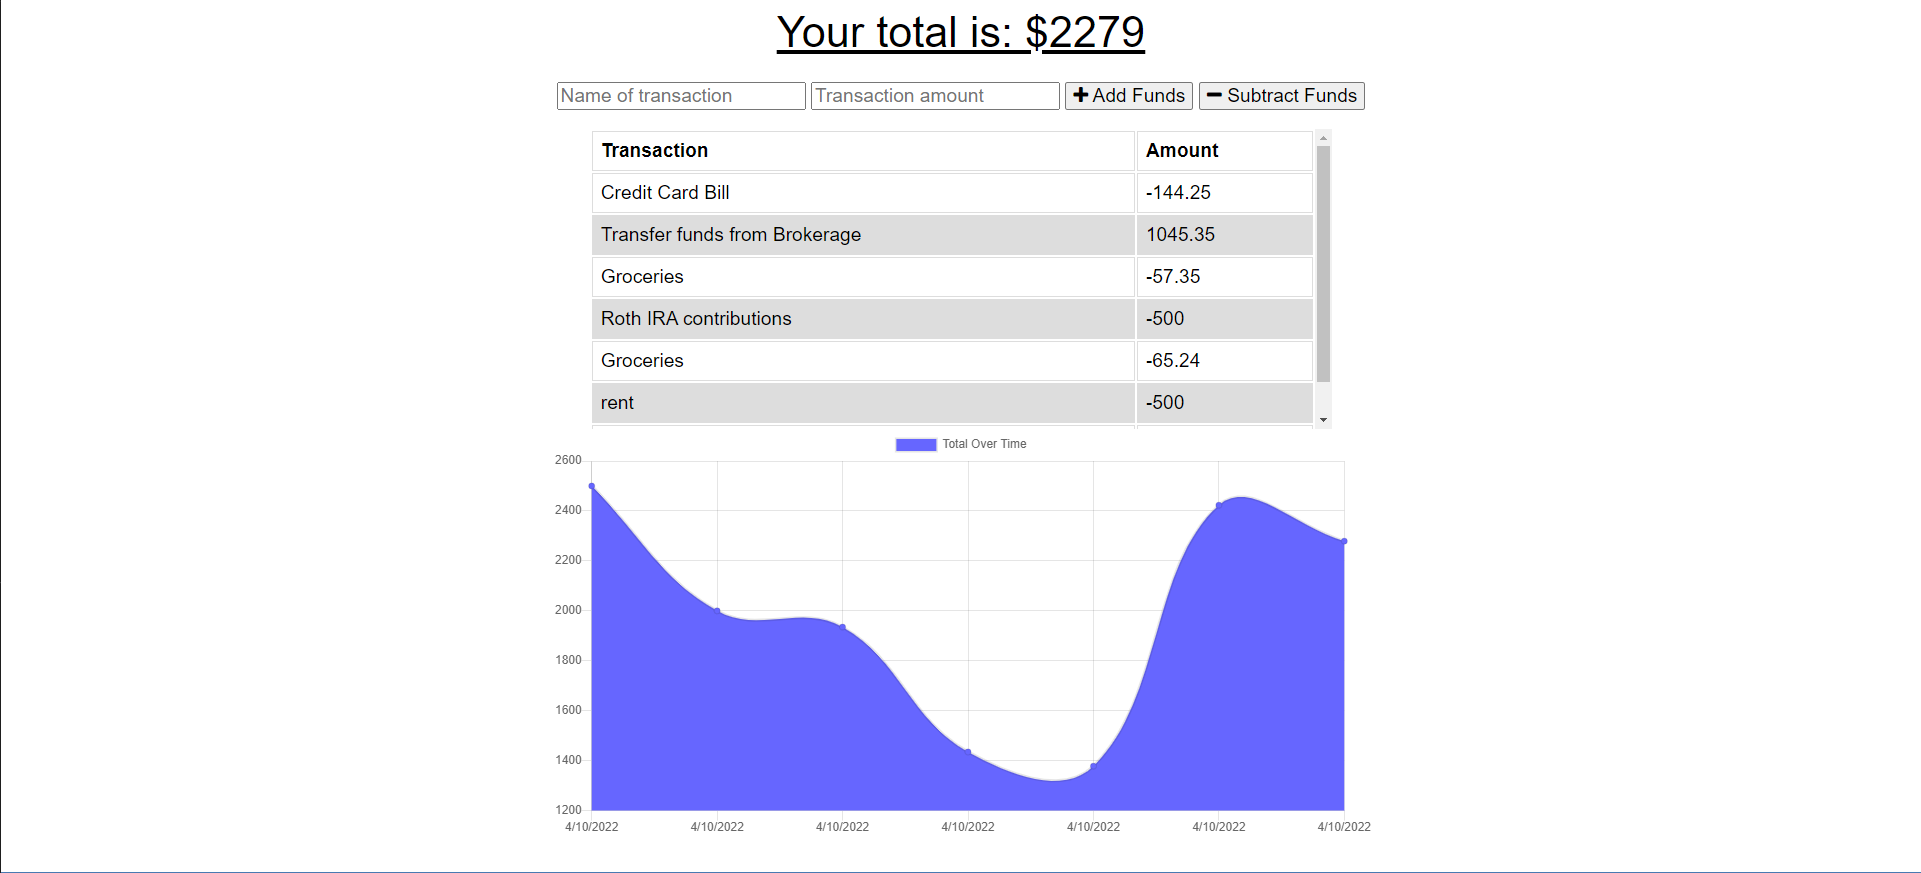 Your total is: $2279
Name of transaction Transaction amount Add Funds Subtract Funds
Transaction Amount
Credit Card Bill -144.25
Transfer funds from Brokerage 1045.35
Groceries -57.35
Roth IRA contributions -500
Groceries -65.24
rent -500
Total Over Time
2600
2400
2200
2000
1800
1600
1400
1200
4/10/2022 4/10/2022 4/10/2022 4/10/2022 4/10/2022 4/10/2022 4/10/2022